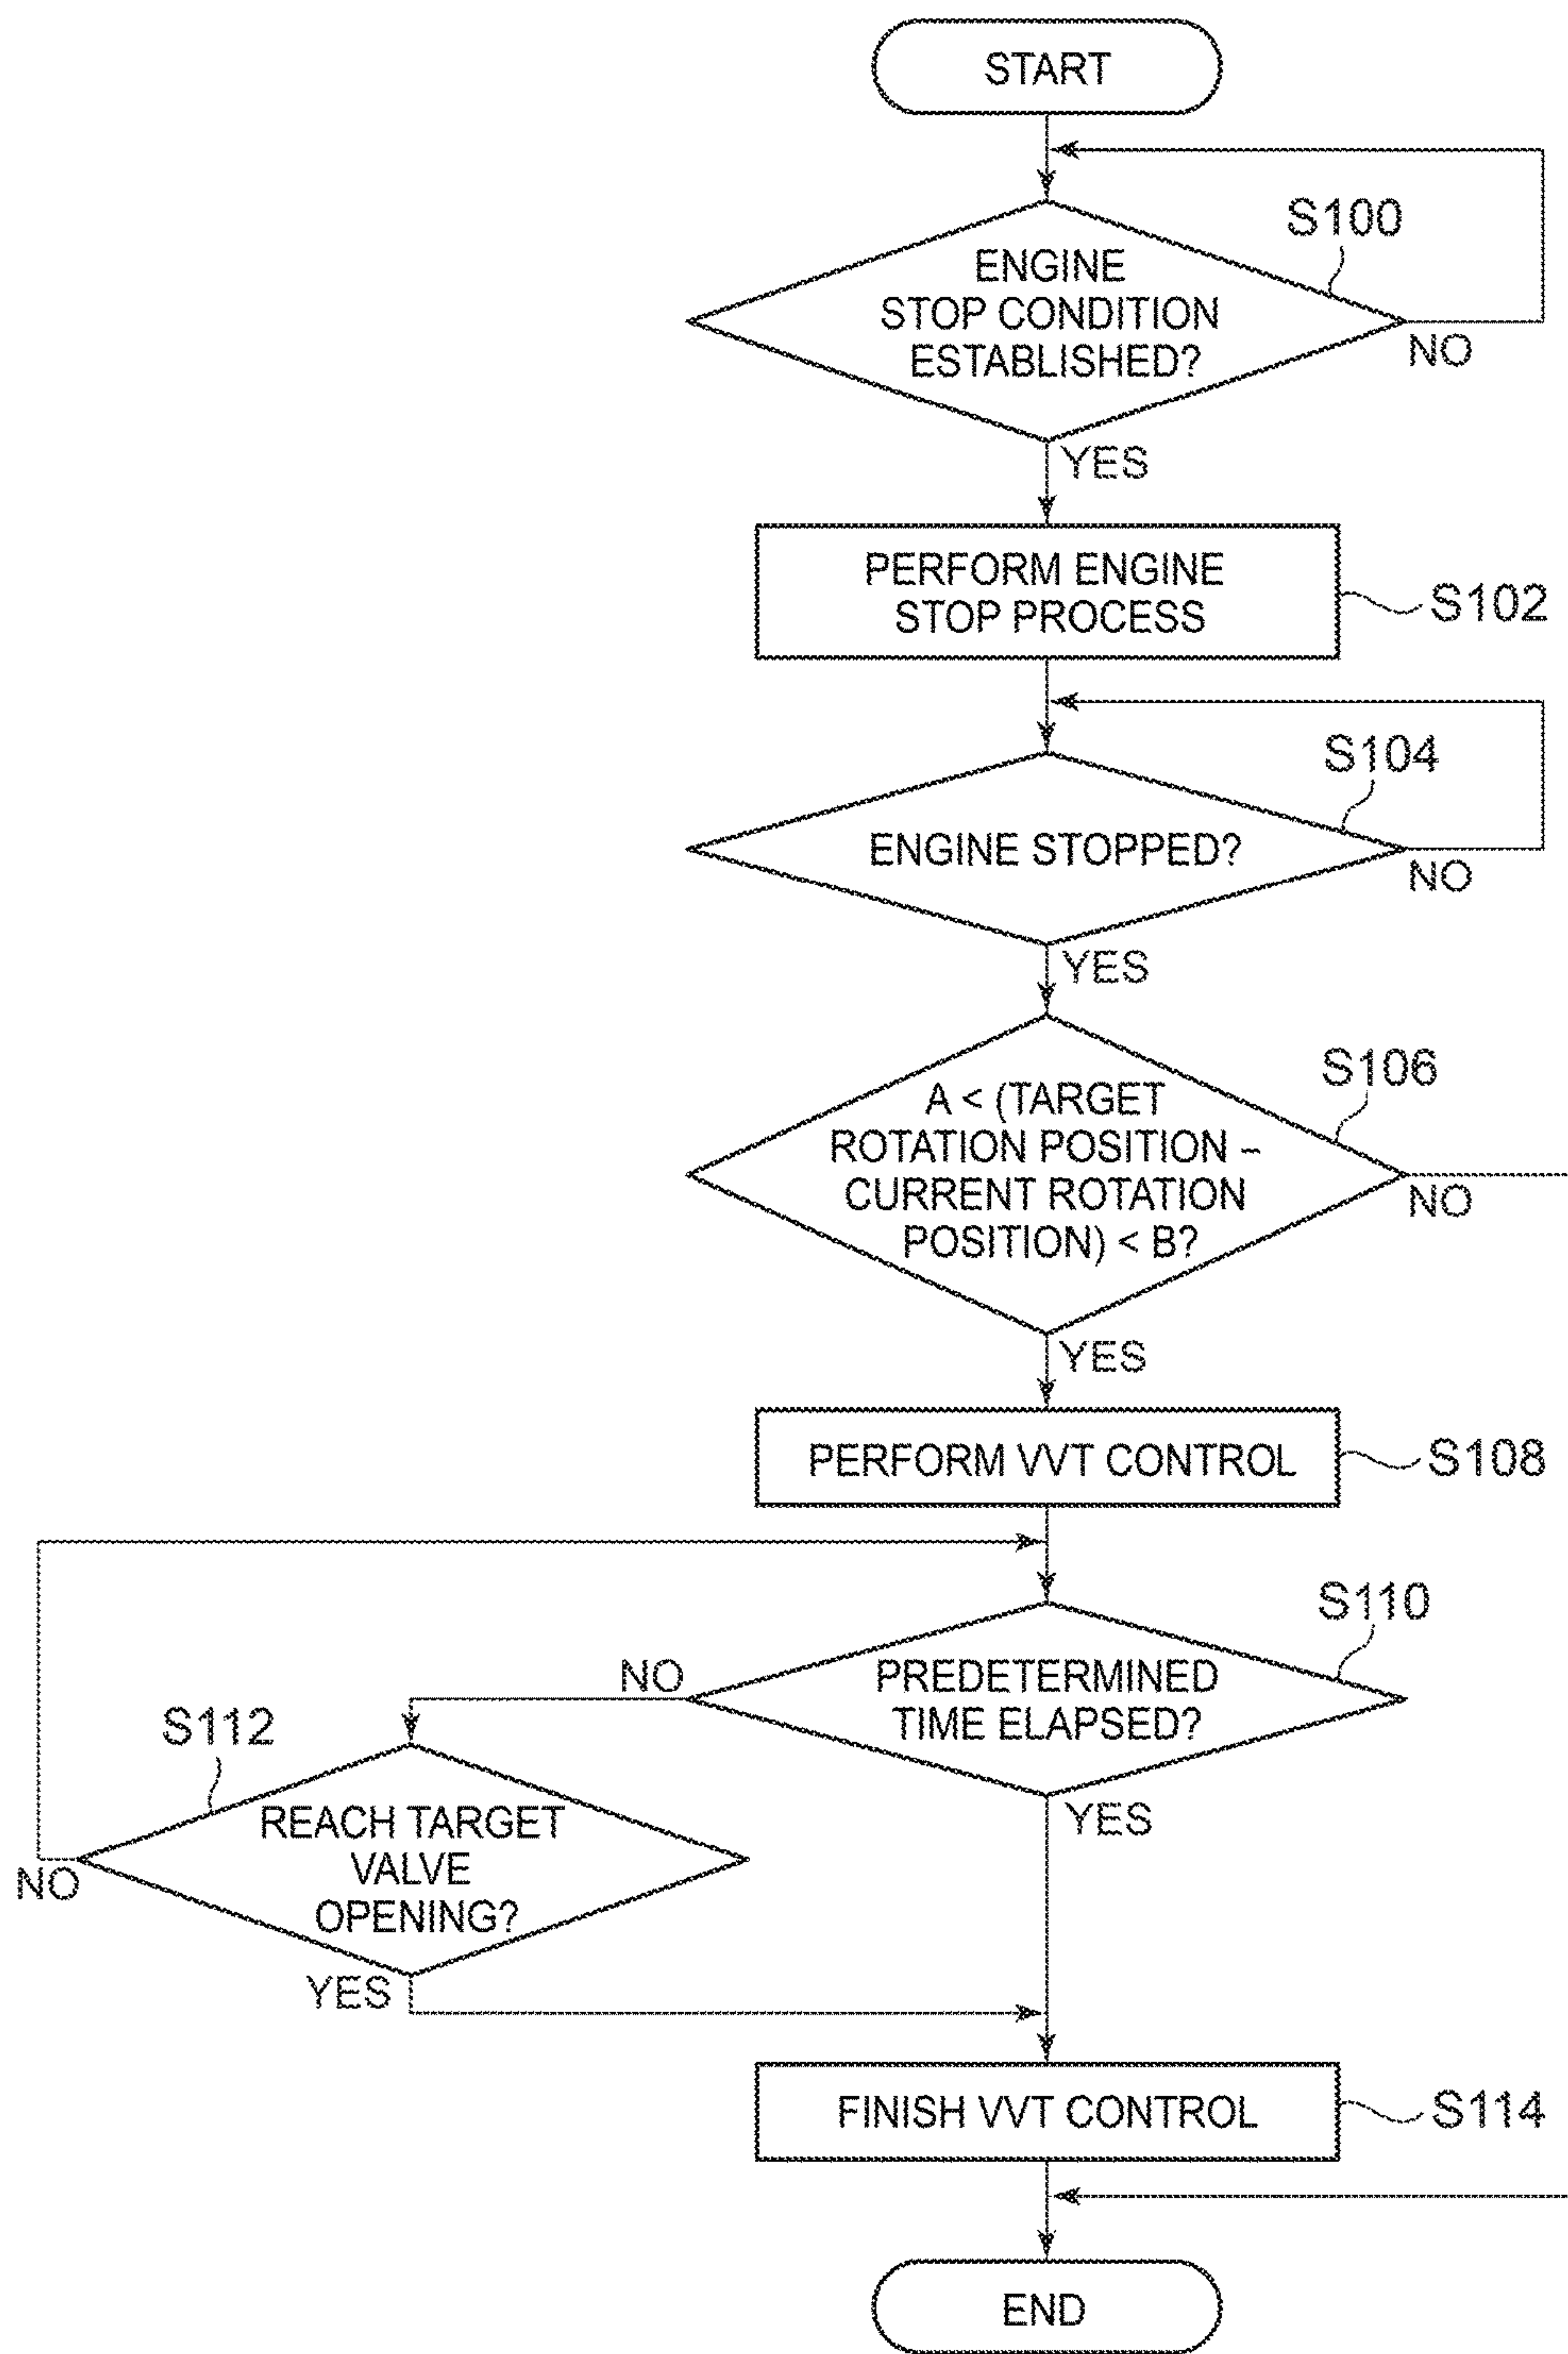 START
S100
ENGINE
STOP CONDITION
ESTABLISHED?
NO
YES
PERFORM ENGINE
STOP PROCESS
S102
S104
ENGINE STOPPED?
NO
YES
S106
A < (TARGET
ROTATION POSITION –
CURRENT ROTATION
POSITION) < B?
NO
YES
PERFORM VVT CONTROL
S108
S110
PREDETERMINED
TIME ELAPSED?
NO
YES
S112
REACH TARGET
VALVE
OPENING?
NO
YES
FINISH VVT CONTROL
S114
END